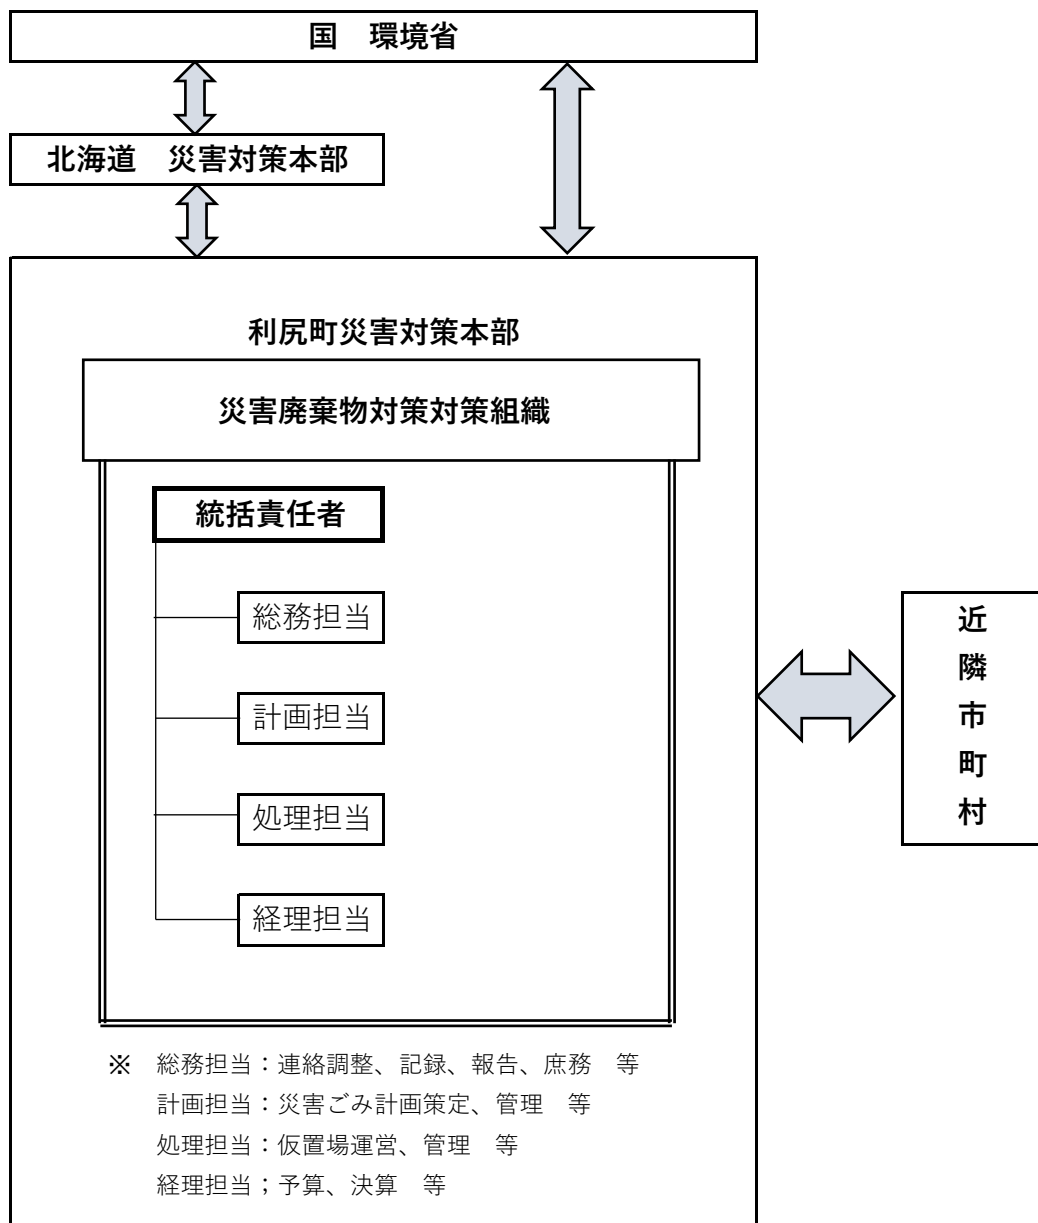 国　環境省
北海道　災害対策本部
利尻町災害対策本部
災害廃棄物対策対策組織
統括責任者
総務担当
計画担当
処理担当
経理担当
近隣市町村
※　総務担当：連絡調整、記録、報告、庶務　等
計画担当：災害ごみ計画策定、管理　等
処理担当：仮置場運営、管理　等
経理担当；予算、決算　等